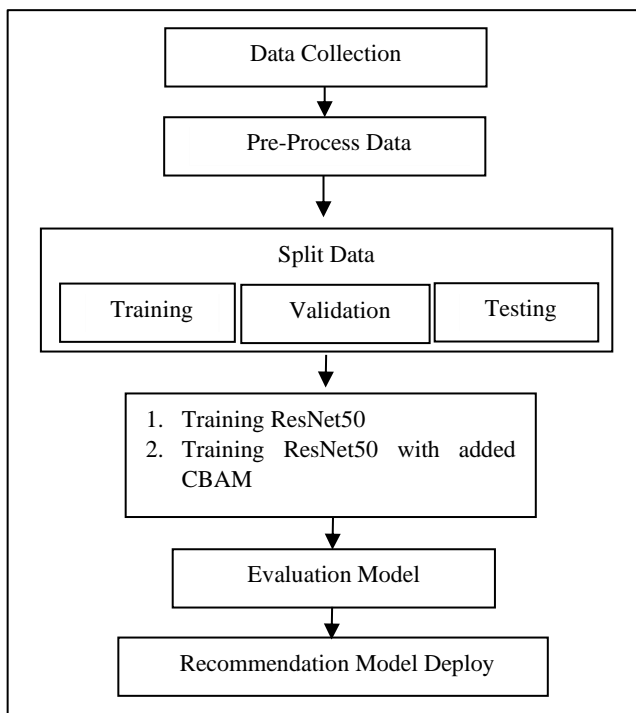 Data Collection
Pre-Process Data
Split Data
Training
Validation
Testing
1. Training ResNet50
2. Training ResNet50 with added
CBAM
Evaluation Model
Recommendation Model Deploy